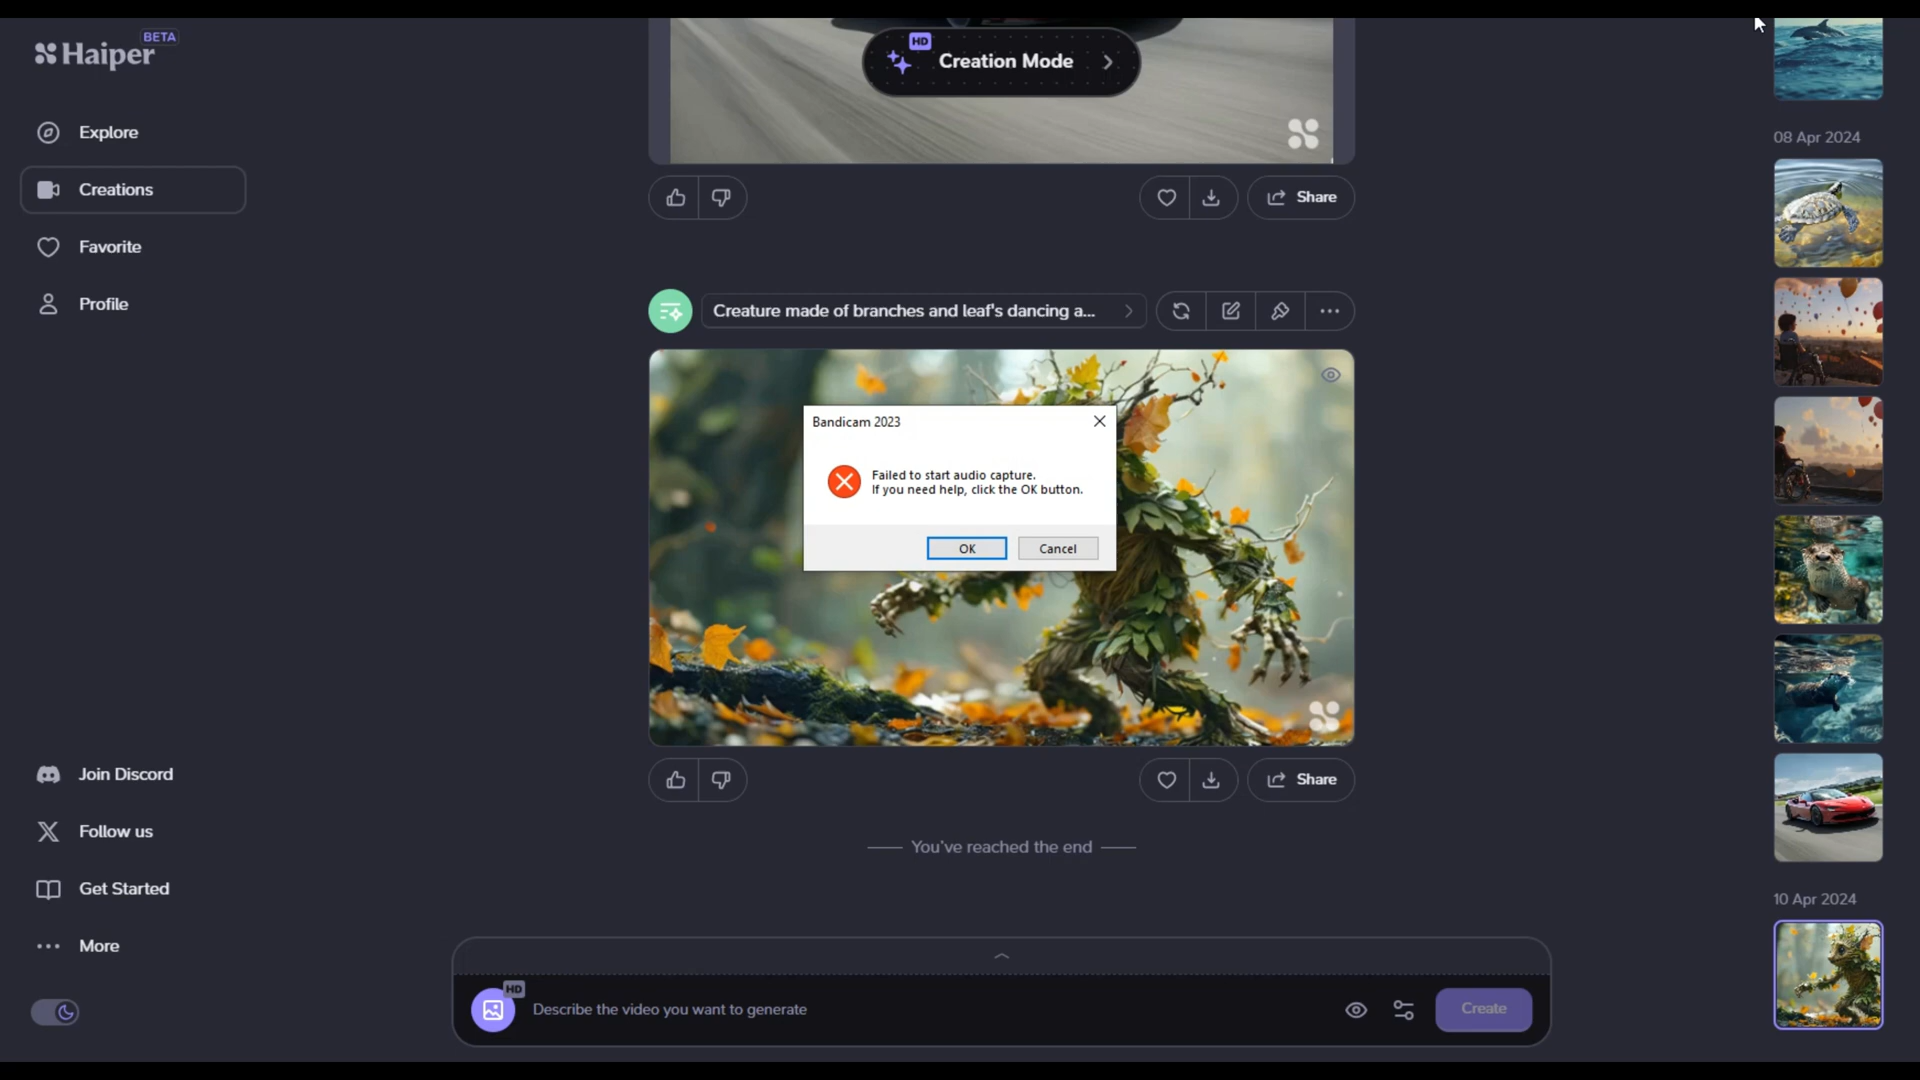 Haiper BETA
Explore
Creations
Favorite
Profile
Join Discord
Follow us
Get Started
More
HD
Creation Mode
Share
Creature made of branches and leaf's dancing a...
Bandicam 2023
Failed to start audio capture.
If you need help, click the OK button.
OK
Cancel
Share
You've reached the end
HD
Describe the video you want to generate
Create
08 Apr 2024
10 Apr 2024